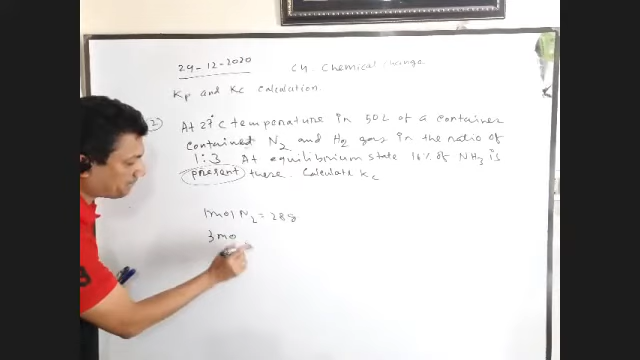 29-12-2020
C4 Chemical change
Kp and Kc calculation.
2) At 27°C temperature in 50L of a container
contained N2 and H2 gas in the ratio of
1:3 At equilibrium state 16% of NH3 is
present there. Calculate Kc
1mol N2 = 28g
3mo